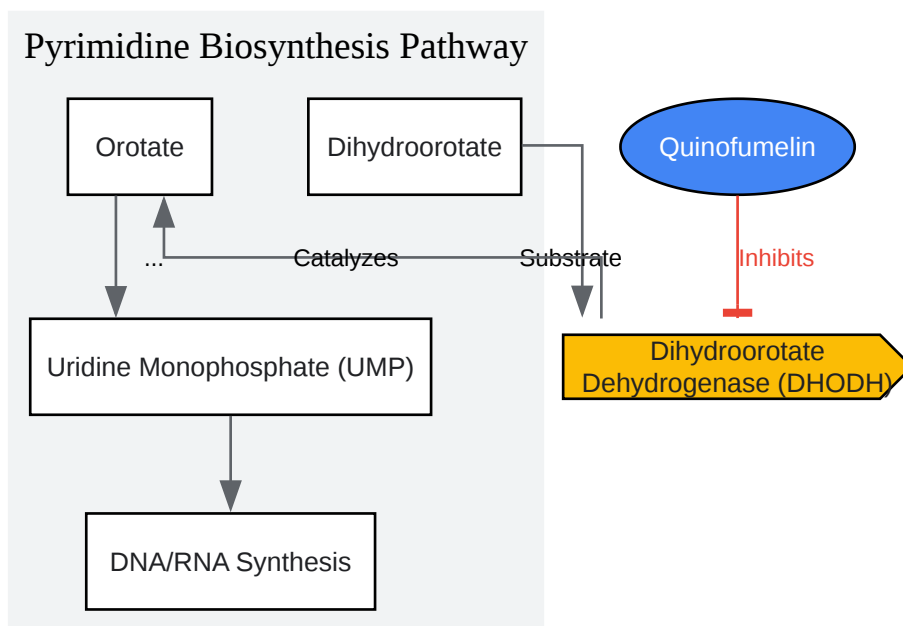 Pyrimidine Biosynthesis Pathway
Orotate
Dihydroorotate
Quinofumelin
...
Catalyzes
Substrate
Inhibits
Uridine Monophosphate (UMP)
Dihydroorotate
Dehydrogenase (DHODH)
DNA/RNA Synthesis